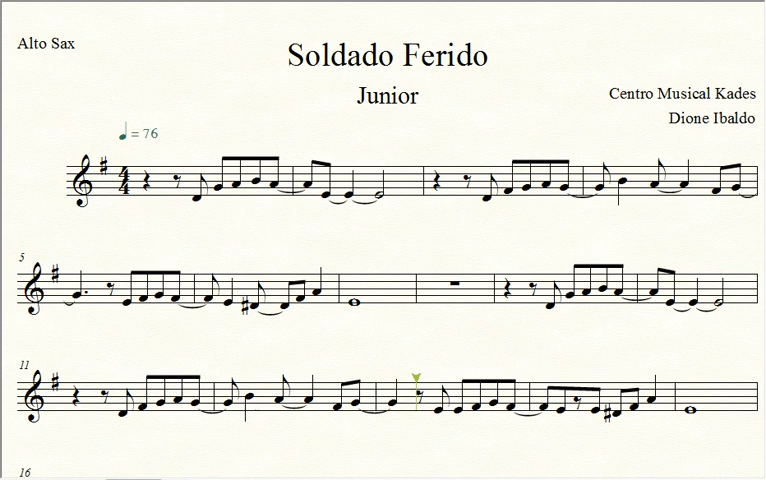 Alto Sax
Soldado Ferido
Junior
Centro Musical Kades
Dione Ibaldo
= 76
4
4
5
11
16